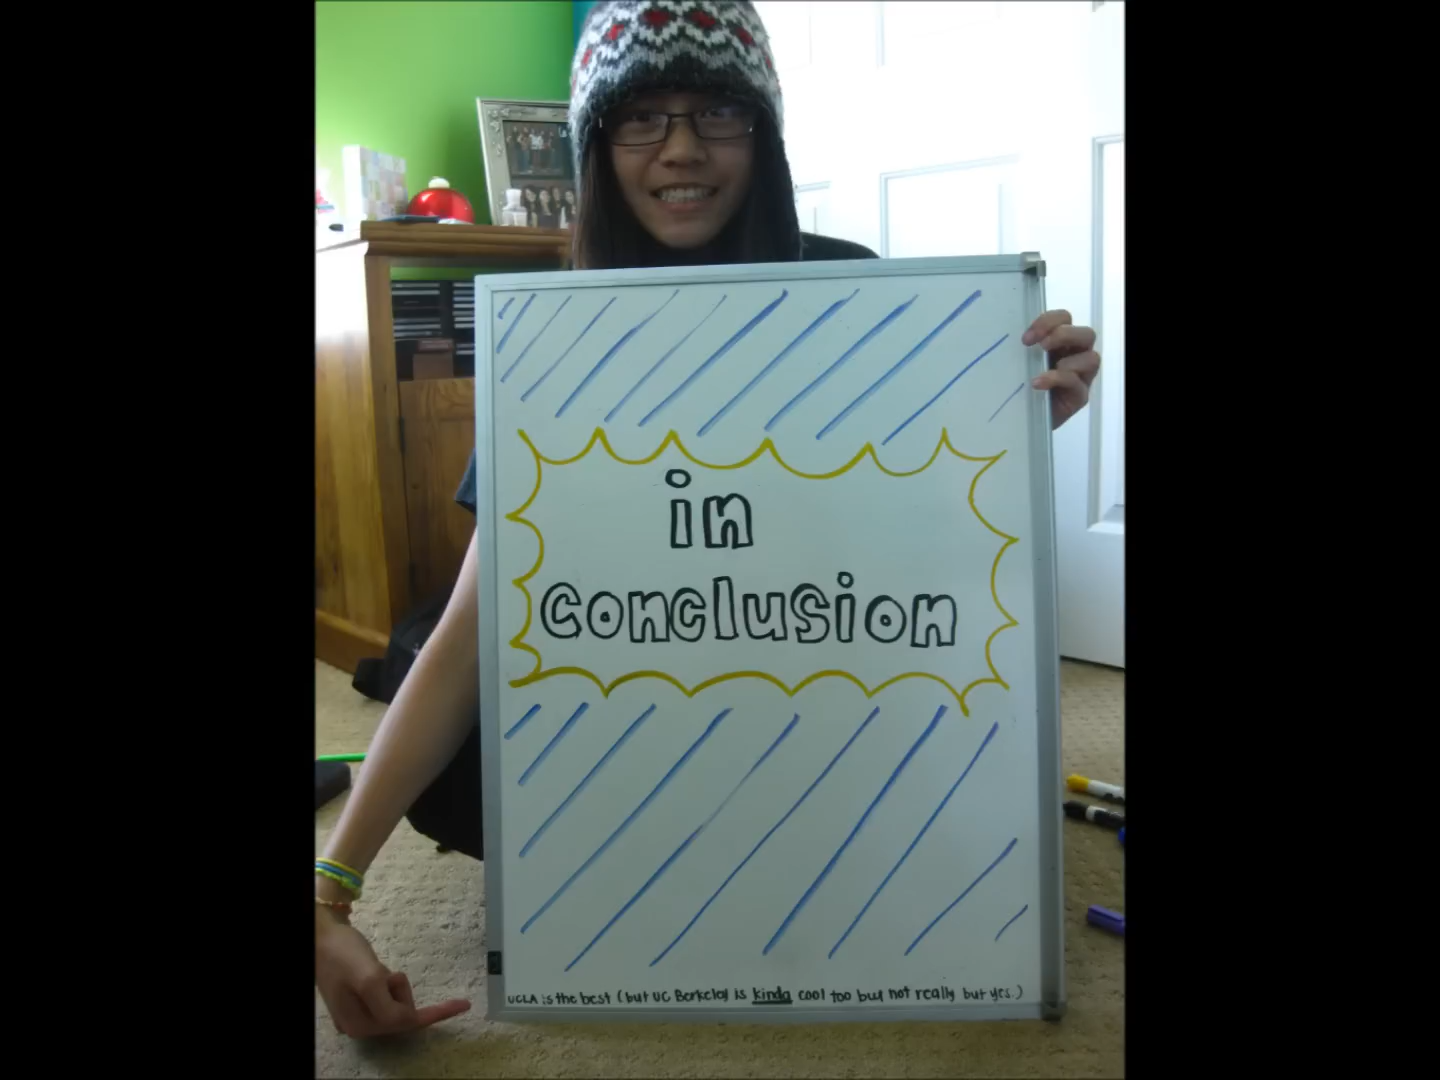 in
conclusion
UCLA is the best (but UC Berkeley is kinda cool too but not really but yes.)